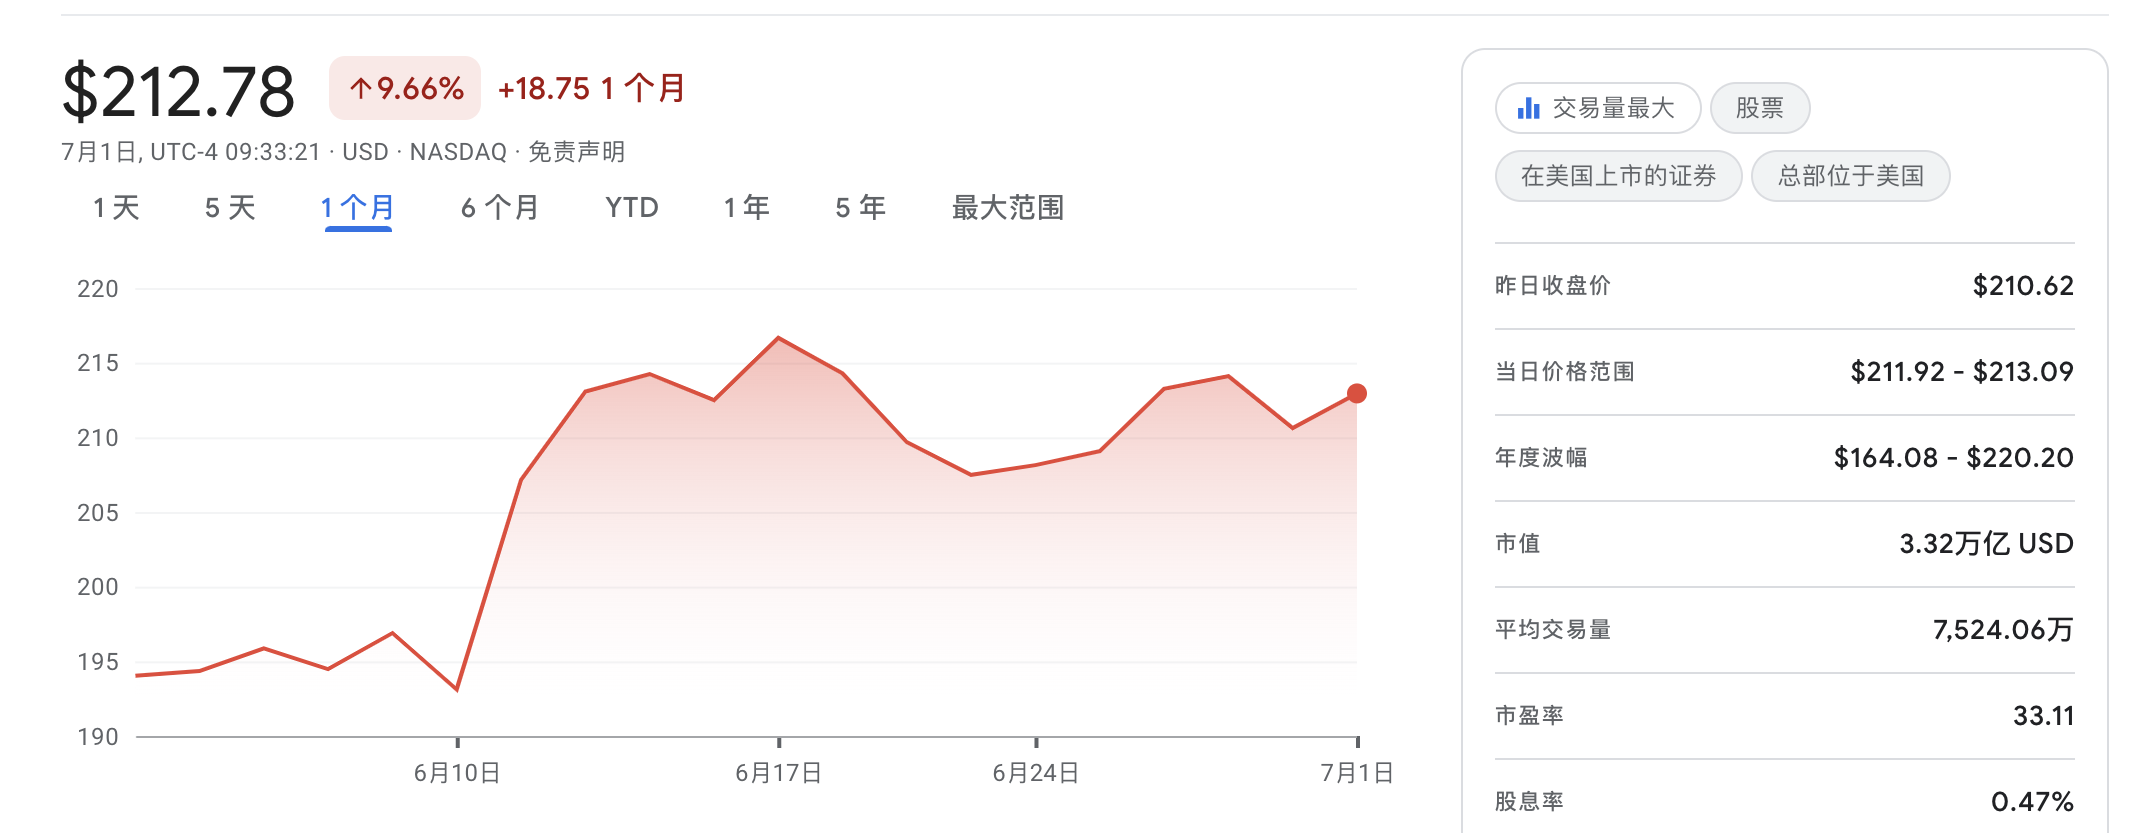 $212.78 ↑9.66% +18.75 1 个月
7月1日, UTC-4 09:33:21 · USD · NASDAQ · 免责声明
1 天 5 天 1 个月 6 个月 YTD 1 年 5 年 最大范围
220
215
210
205
200
195
190
6月10日 6月17日 6月24日 7月1日
交易量最大 股票
在美国上市的证券 总部位于美国
昨日收盘价 $210.62
当日价格范围 $211.92 - $213.09
年度波幅 $164.08 - $220.20
市值 3.32万亿 USD
平均交易量 7,524.06万
市盈率 33.11
股息率 0.47%